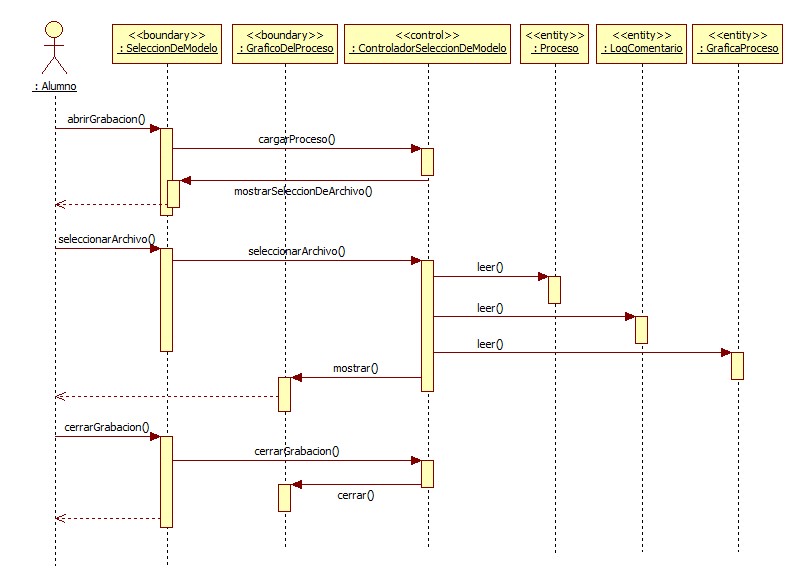 <<boundary>>
: SeleccionDeModelo
<<boundary>>
: GraficoDelProceso
<<control>>
: ControladorSeleccionDeModelo
<<entity>>
: Proceso
<<entity>>
: LogComentario
<<entity>>
: GraficaProceso
: Alumno
abrirGrabacion()
cargarProceso()
mostrarSeleccionDeArchivo()
seleccionarArchivo()
seleccionarArchivo()
leer()
leer()
leer()
mostrar()
cerrarGrabacion()
cerrarGrabacion()
cerrar()